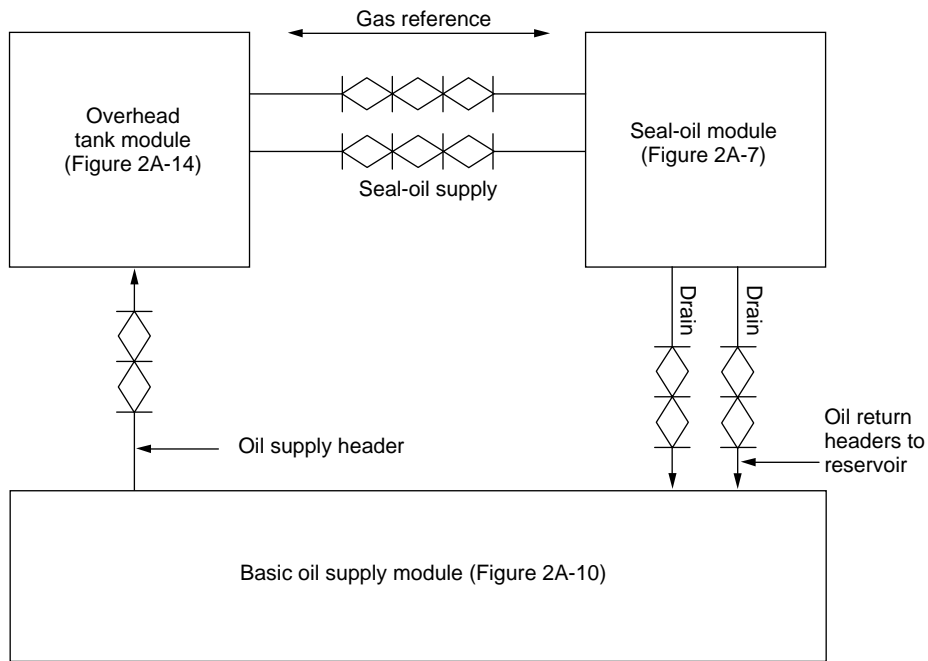 Gas reference
Overhead
tank module
(Figure 2A-14)
Seal-oil module
(Figure 2A-7)
Seal-oil supply
Drain
Drain
Oil supply header
Oil return
headers to
reservoir
Basic oil supply module (Figure 2A-10)